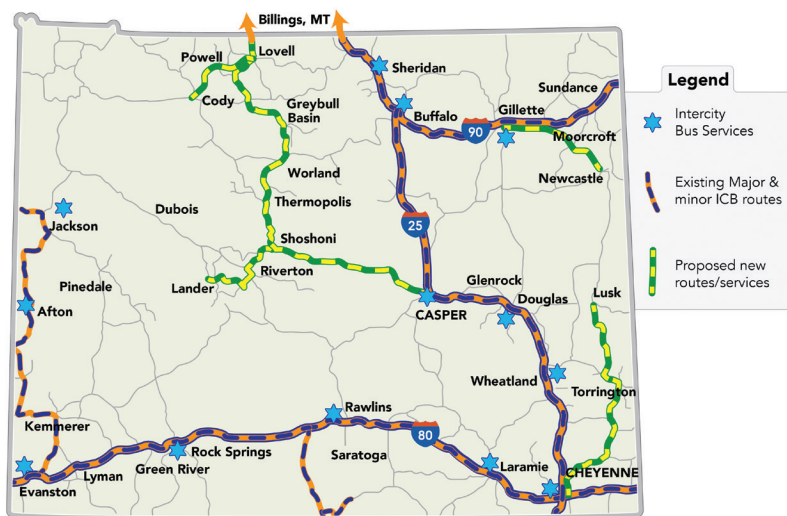 Billings, MT
Powell
Lovell
Sheridan
Cody
Greybull
Basin
Buffalo
Gillette
Sundance
90
Moorcroft
Newcastle
Worland
Thermopolis
Dubois
Jackson
25
Shoshoni
Riverton
Lander
Pinedale
Afton
CASPER
Glenrock
Douglas
Lusk
Wheatland
Torrington
Kemmerer
Rawlins
80
Rock Springs
Green River
Saratoga
Lyman
Evanston
Laramie
CHEYENNE
Legend
Intercity
Bus Services
Existing Major &
minor ICB routes
Proposed new
routes/services